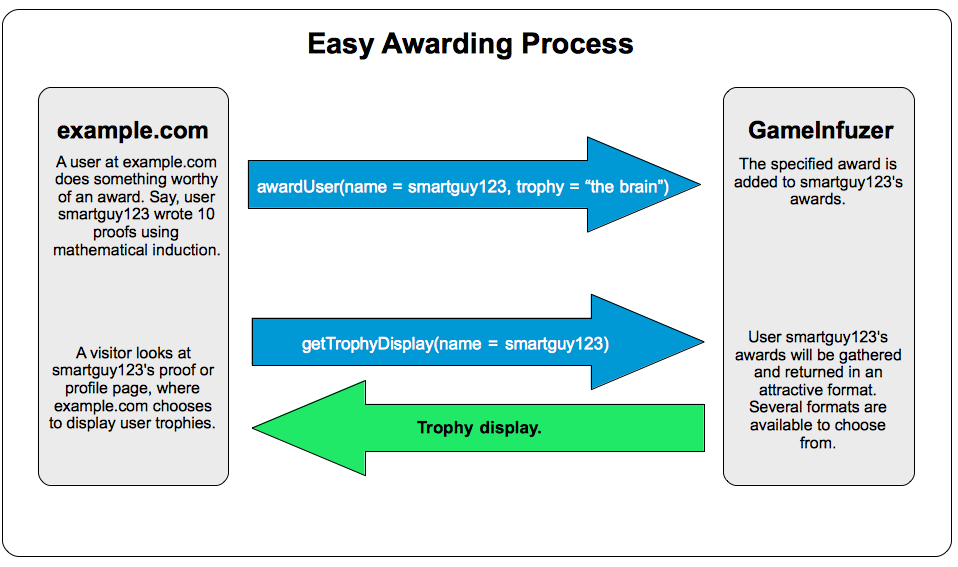 Easy Awarding Process
example.com
A user at example.com
does something worthy
of an award. Say, user
smartguy123 wrote 10
proofs using
mathematical induction.
awardUser(name = smartguy123, trophy = “the brain”)
GameInfuzer
The specified award is
added to smartguy123's
awards.
A visitor looks at
smartguy123's proof or
profile page, where
example.com chooses
to display user trophies.
getTrophyDisplay(name = smartguy123)
Trophy display.
User smartguy123's
awards will be gathered
and returned in an
attractive format.
Several formats are
available to choose
from.